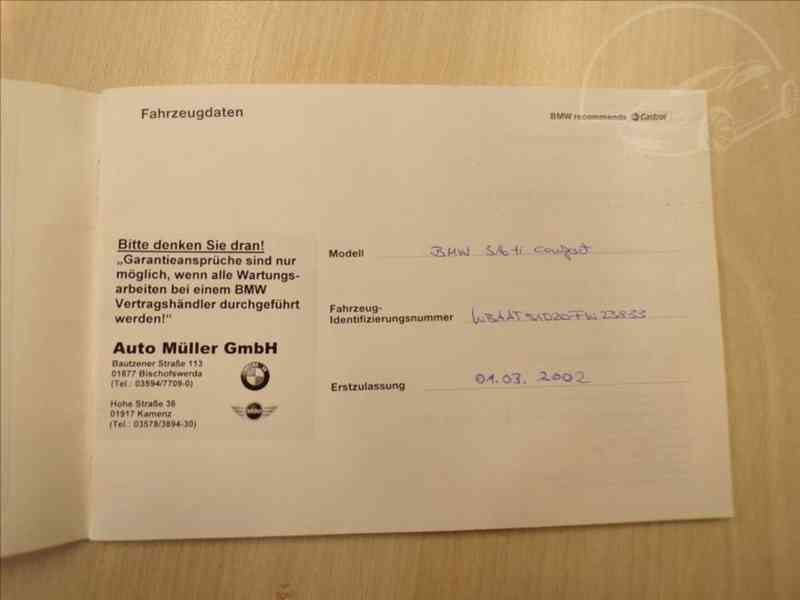 Fahrzeugdaten
BMW recommends Castrol
Bitte denken Sie dran!
„Garantieansprüche sind nur
möglich, wenn alle Wartungs-
arbeiten bei einem BMW
Vertragshändler durchgeführt
werden!“
Auto Müller GmbH
Bautzener Straße 113
01877 Bischofswerda
(Tel.: 03594/7709-0)
Hohe Straße 36
01917 Kamenz
(Tel.: 03578/3894-30)
Modell BMW 316 ti compact
Fahrzeug-
Identifizierungsnummer
Erstzulassung 01.03.2002